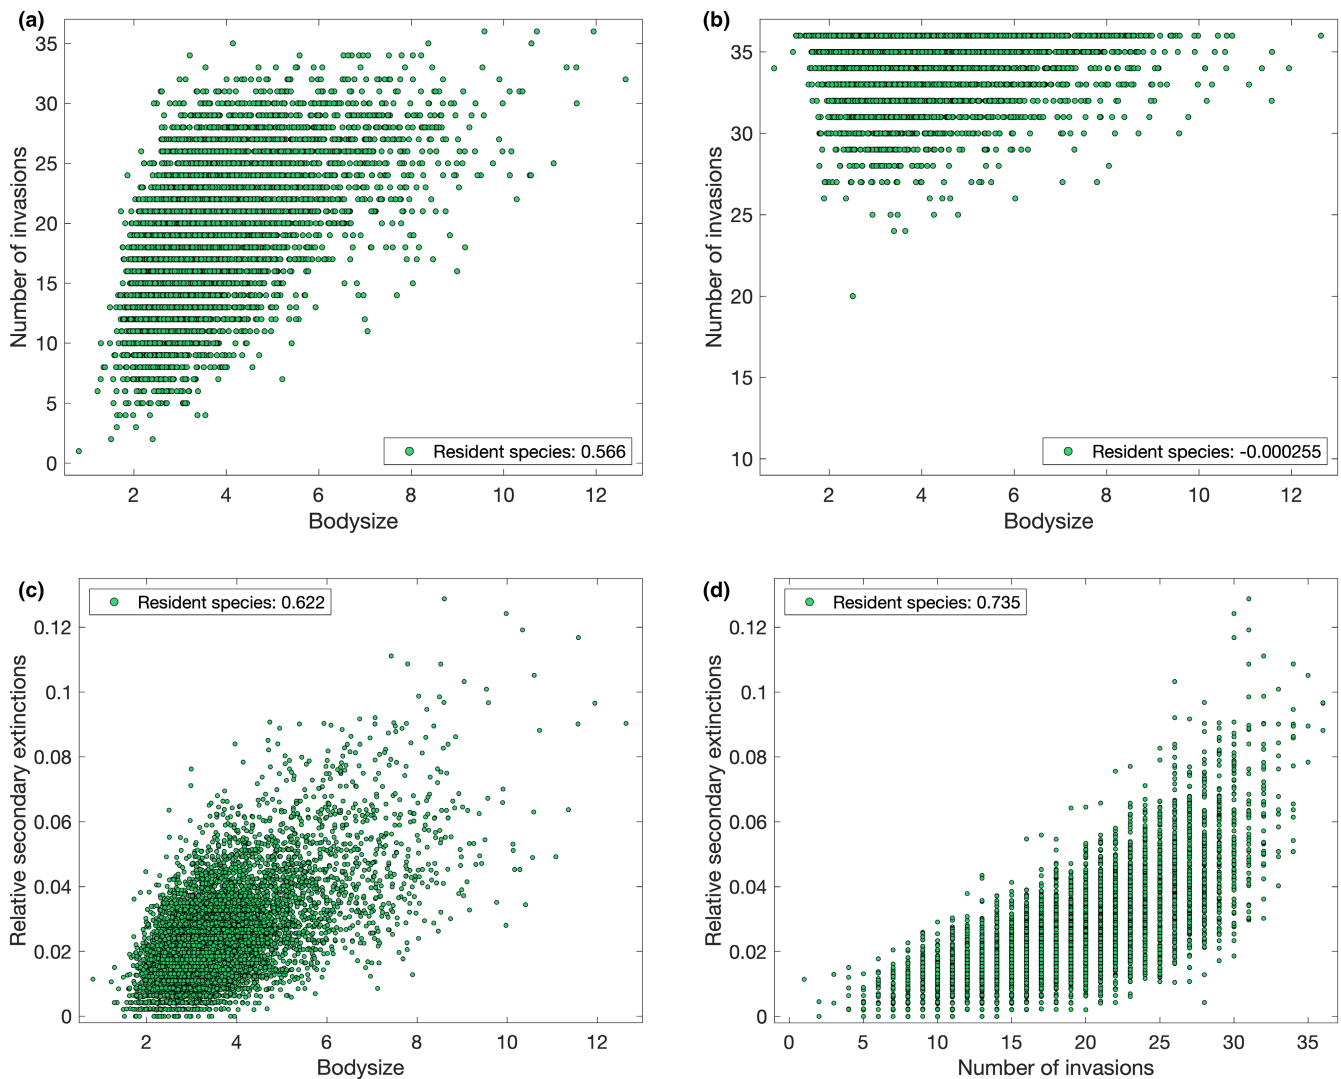 (a)
35
30
25
20
15
10
5
0
Number of invasions
Resident species: 0.566
2 4 6 8 10 12
Bodysize
(b)
35
30
25
20
15
10
Number of invasions
Resident species: -0.000255
2 4 6 8 10 12
Bodysize
(c)
Resident species: 0.622
0.12
0.1
0.08
0.06
0.04
0.02
0
Relative secondary extinctions
2 4 6 8 10 12
Bodysize
(d)
Resident species: 0.735
0.12
0.1
0.08
0.06
0.04
0.02
0
Relative secondary extinctions
0 5 10 15 20 25 30 35
Number of invasions